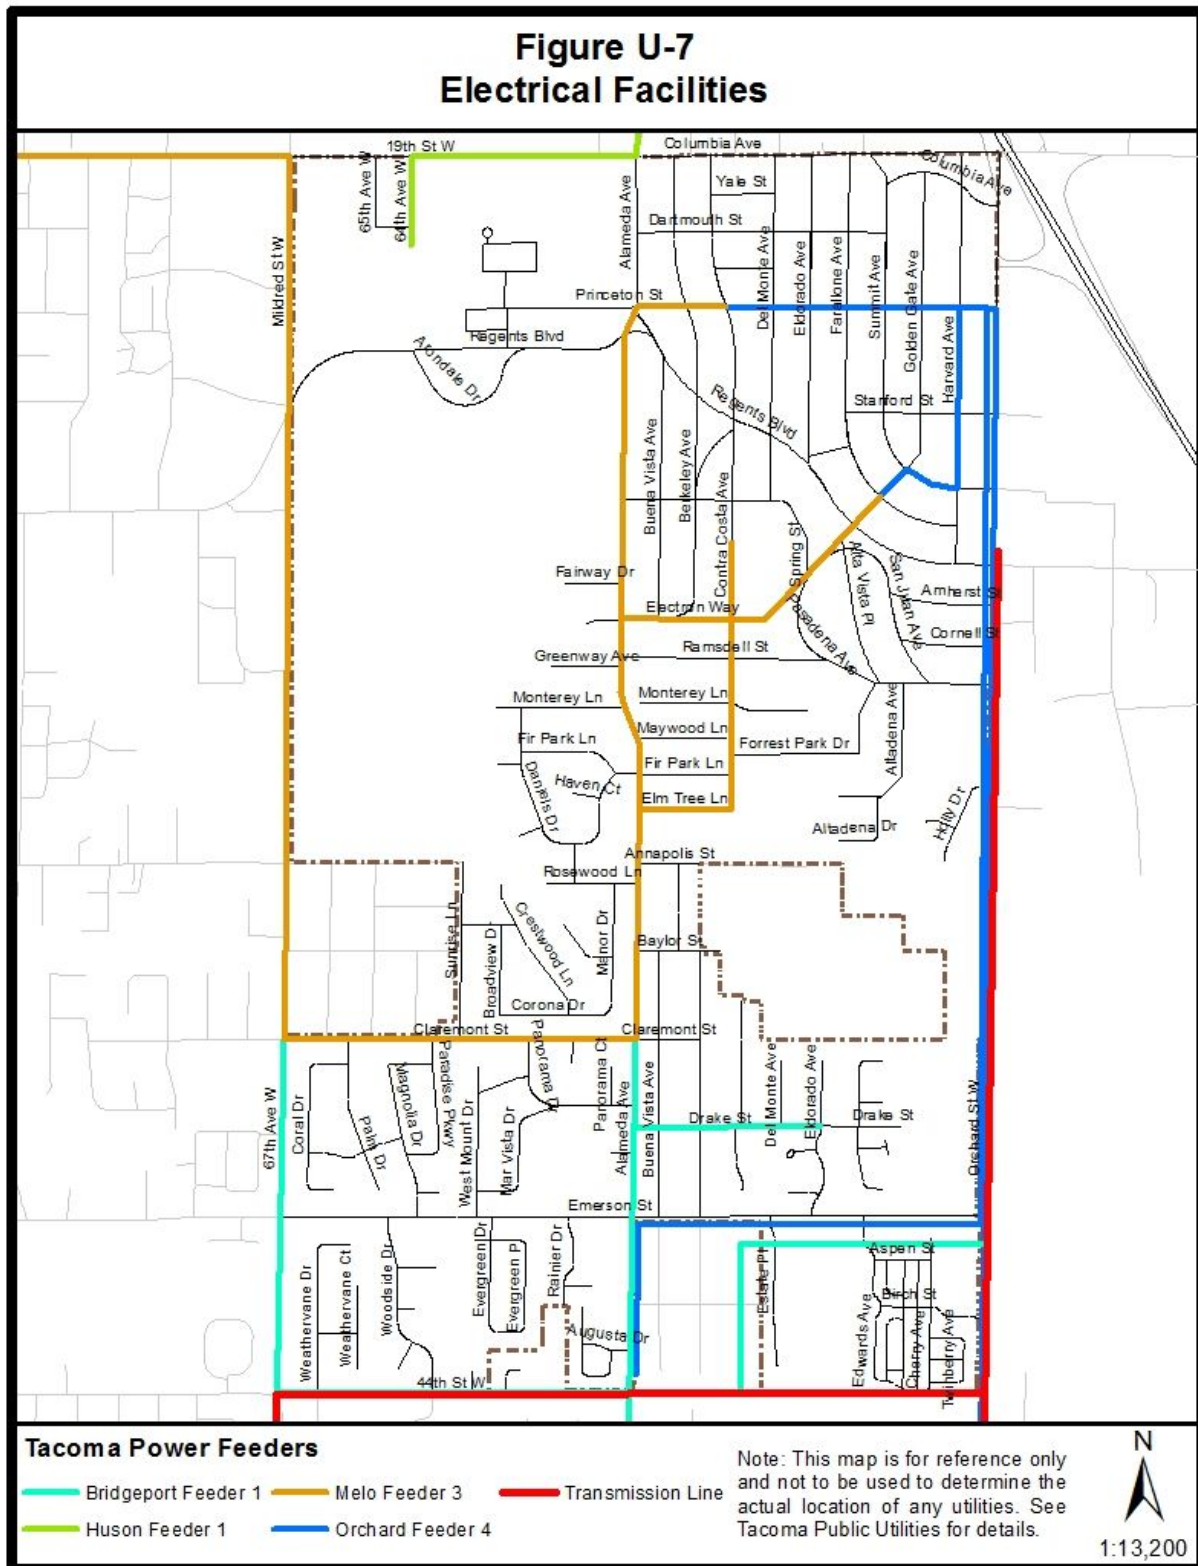 Figure U-7
Electrical Facilities
19th St W
Columbia Ave
Columbia Ave
65th Ave W
64th Ave W
Yale St
Dartmouth St
Alameda Ave
Mildred St W
Del Monte Ave
Eldorado Ave
Farallone Ave
Summit Ave
Golden Gate Ave
Harvard Ave
Princeton St
Regents Blvd
Arondale Dr
Regents Blvd
Stanford St
Buena Vista Ave
Berkeley Ave
Contra Costa Ave
Spring St
Pasadena Ave
Alta Vista Pl
San Juan Ave
Amherst St
Cornell St
Fairway Dr
Electron Way
Greenway Ave
Ramsdell St
Monterey Ln
Monterey Ln
Maywood Ln
Fir Park Ln
Forrest Park Dr
Altadena Ave
Daniels Dr
Haven Ct
Fir Park Ln
Elm Tree Ln
Altadena Dr
Holly Dr
Annapolis St
Rosewood Ln
Sunrise Ln
Broadview Dr
Crestwood Ln
Manor Dr
Baylor St
Corona Dr
Claremont St
Claremont St
67th Ave W
Coral Dr
Palm Dr
Magnolia Dr
Paradise Pkwy
West Mount Dr
Mar Vista Dr
Panorama Dr
Panorama Ct
Alameda Ave
Buena Vista Ave
Drake St
Del Monte Ave
Eldorado Ave
Drake St
Orchard St W
Emerson St
Weathervane Dr
Weathervane Ct
Woodside Dr
Evergreen Dr
Evergreen P
Rainier Dr
Augusta Dr
Estate Pl
Aspen St
Birch St
Edwards Ave
Cherry Ave
Twinberry Ave
44th St W
Tacoma Power Feeders
Bridgeport Feeder 1
Melo Feeder 3
Transmission Line
Huson Feeder 1
Orchard Feeder 4
Note: This map is for reference only
and not to be used to determine the
actual location of any utilities. See
Tacoma Public Utilities for details.
N
1:13,200